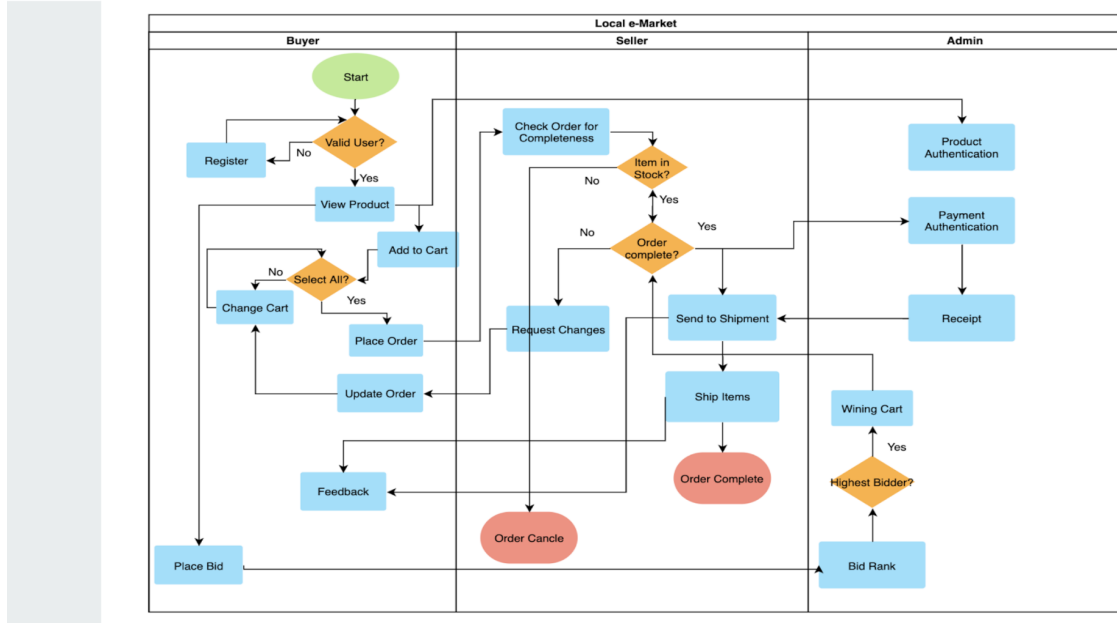 Local e-Market
Buyer
Seller
Admin
Start
Valid User?
No
Register
Yes
View Product
Add to Cart
Select All?
No
Yes
Change Cart
Place Order
Update Order
Feedback
Place Bid
Check Order for
Completeness
Item in
Stock?
No
Yes
Order
complete?
No
Yes
Request Changes
Send to Shipment
Ship Items
Order Complete
Order Cancle
Product
Authentication
Payment
Authentication
Receipt
Wining Cart
Yes
Highest Bidder?
Bid Rank